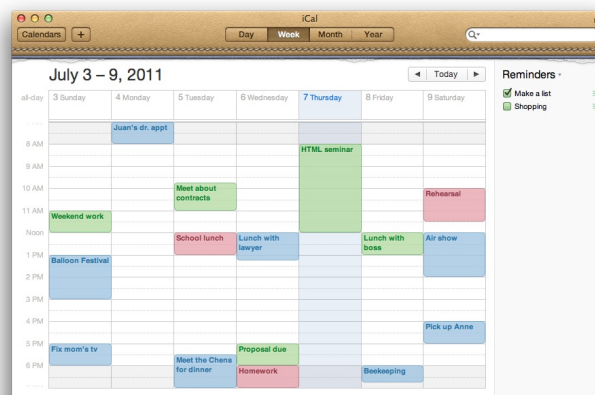 iCal
Calendars + Day Week Month Year
July 3 – 9, 2011
Today
Reminders
all-day 3 Sunday 4 Monday 5 Tuesday 6 Wednesday 7 Thursday 8 Friday 9 Saturday
Make a list
Shopping
Juan's dr. appt
8 AM
HTML seminar
9 AM
10 AM
Meet about
contracts
Rehearsal
11 AM
Weekend work
Noon
School lunch
Lunch with
lawyer
Lunch with
boss
Air show
1 PM
Balloon Festival
2 PM
3 PM
4 PM
Pick up Anne
5 PM
Fix mom's tv
Proposal due
Meet the Chens
for dinner
6 PM
Homework
Beekeeping